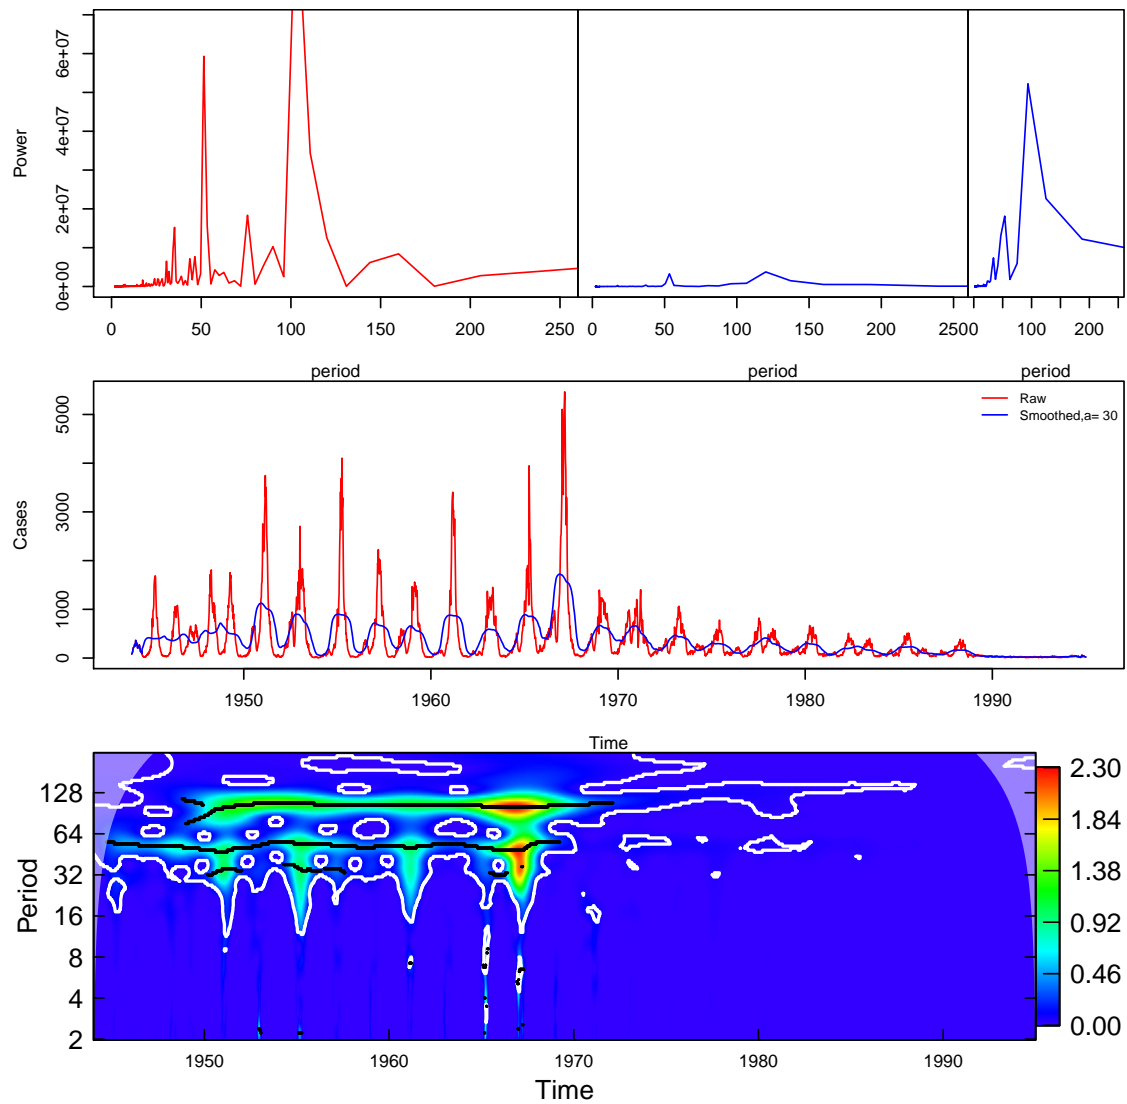 Power
0e+00 2e+07 4e+07 6e+07
0 50 100 150 200 250
0 50 100 150 200 250
0 100 200
period period period
Cases
0 1000 3000 5000
Raw
Smoothed,a= 30
1950 1960 1970 1980 1990
Time
Period
128
64
32
16
8
4
2
2.30
1.84
1.38
0.92
0.46
0.00
1950 1960 1970 1980 1990
Time